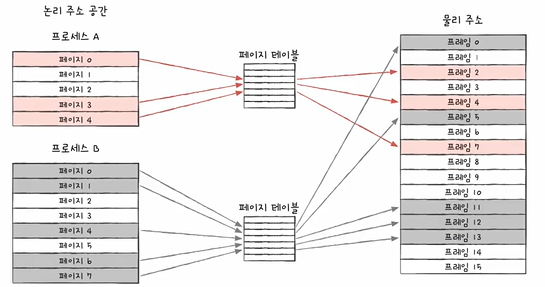 논리 주소 공간
프로세스 A
페이지 0
페이지 1
페이지 2
페이지 3
페이지 4
프로세스 B
페이지 0
페이지 1
페이지 2
페이지 3
페이지 4
페이지 5
페이지 6
페이지 7
페이지 테이블
페이지 테이블
물리 주소
프레임 0
프레임 1
프레임 2
프레임 3
프레임 4
프레임 5
프레임 6
프레임 7
프레임 8
프레임 9
프레임 10
프레임 11
프레임 12
프레임 13
프레임 14
프레임 15